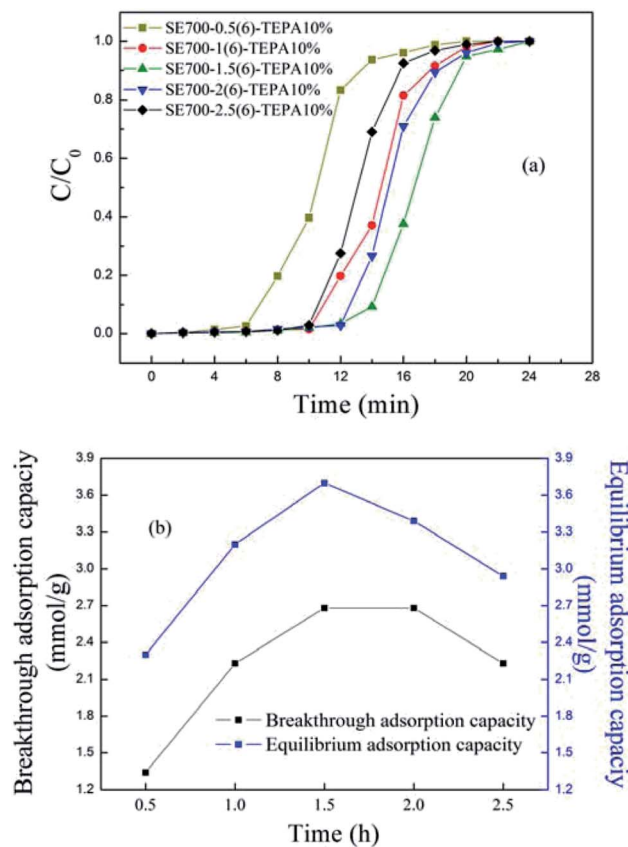 SE700-0.5(6)-TEPA10%
SE700-1(6)-TEPA10%
SE700-1.5(6)-TEPA10%
SE700-2(6)-TEPA10%
SE700-2.5(6)-TEPA10%
(a)
C/C0
1.0
0.8
0.6
0.4
0.2
0.0
0 4 8 12 16 20 24 28
Time (min)
(b)
Breakthrough adsorption capaciy
(mmol/g)
3.9
3.6
3.3
3.0
2.7
2.4
2.1
1.8
1.5
1.2
Breakthrough adsorption capacity
Equilibrium adsorption capacity
0.5 1.0 1.5 2.0 2.5
Time (h)
3.9
3.6
3.3
3.0
2.7
2.4
2.1
1.8
1.5
1.2
Equilibrium adsorption capaciy
(mmol/g)